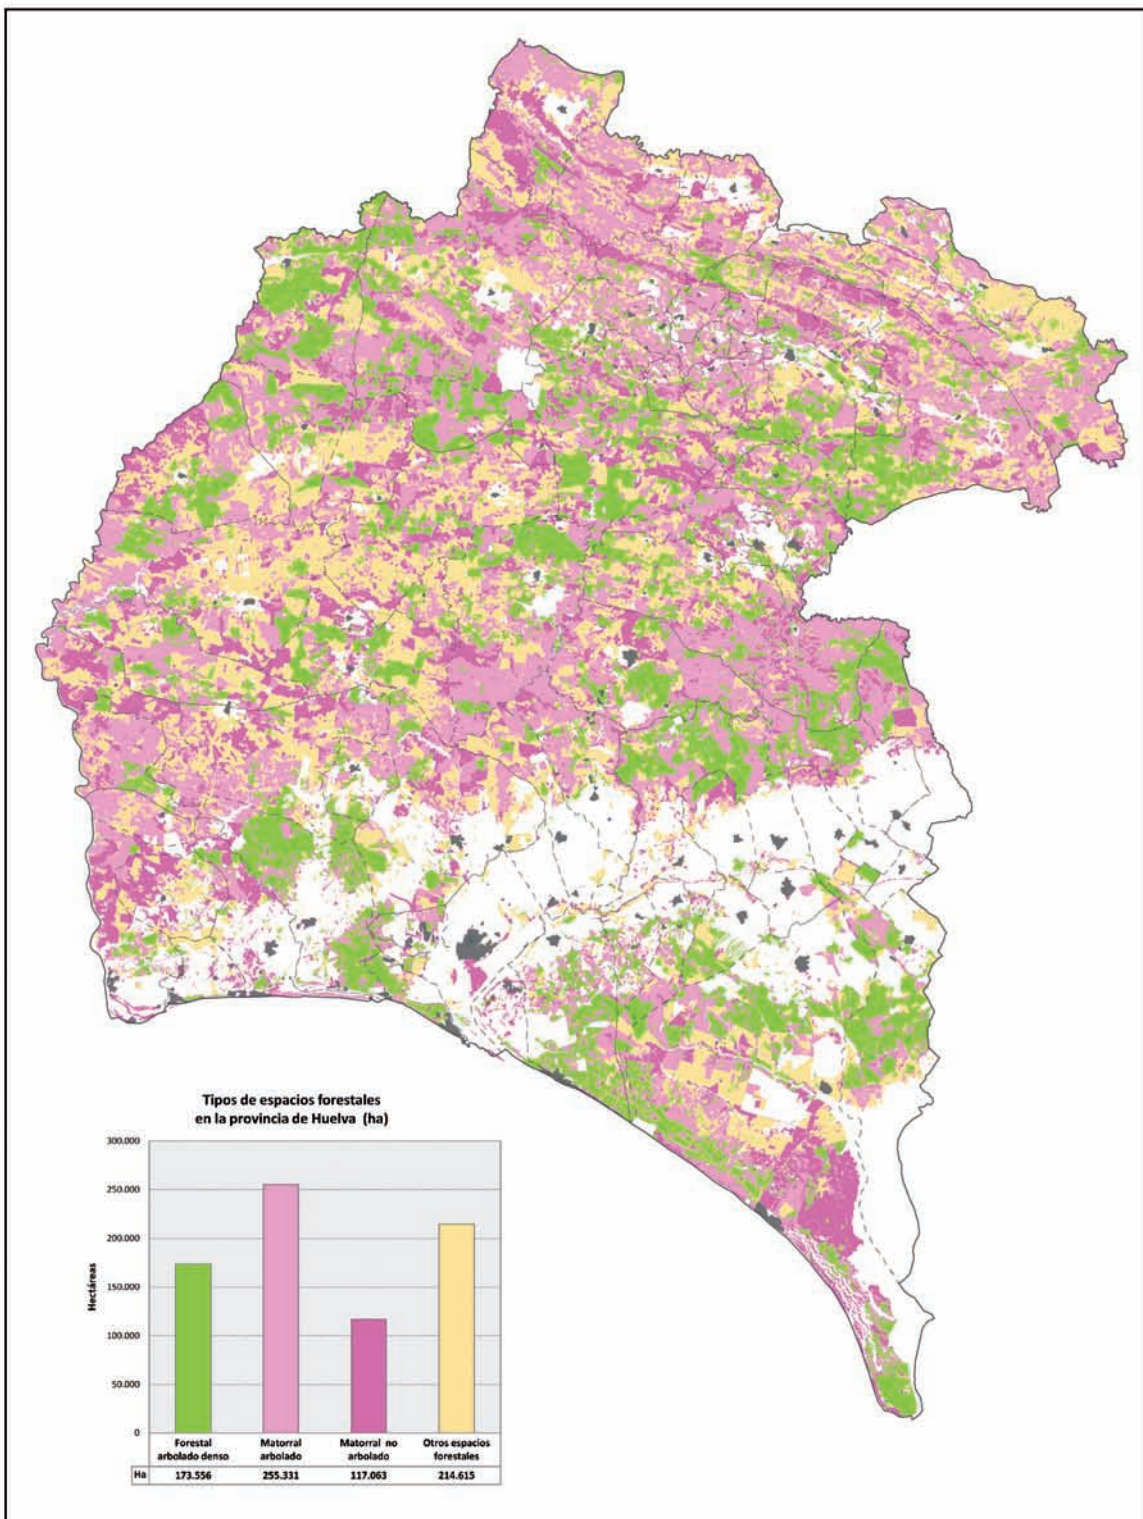 Tipos de espacios forestales
en la provincia de Huelva (ha)
300.000
250.000
200.000
150.000
100.000
50.000
0
Hectáreas
Forestal arbolado denso
Matorral arbolado
Matorral no arbolado
Otros espacios forestales
Ha 173.556 255.331 117.063 214.615